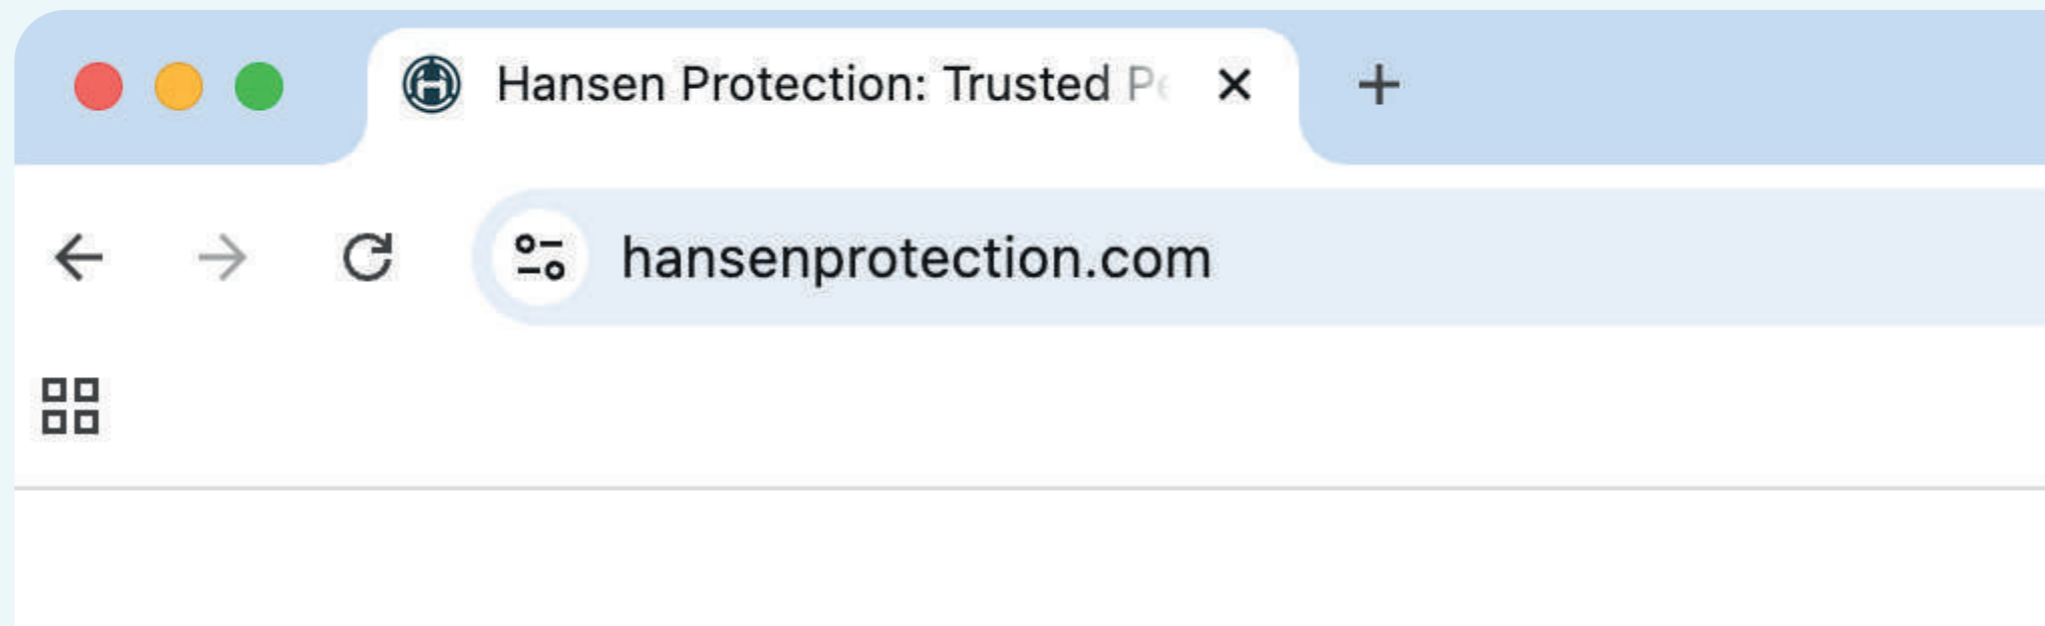 Hansen Protection: Trusted
hansenprotection.com